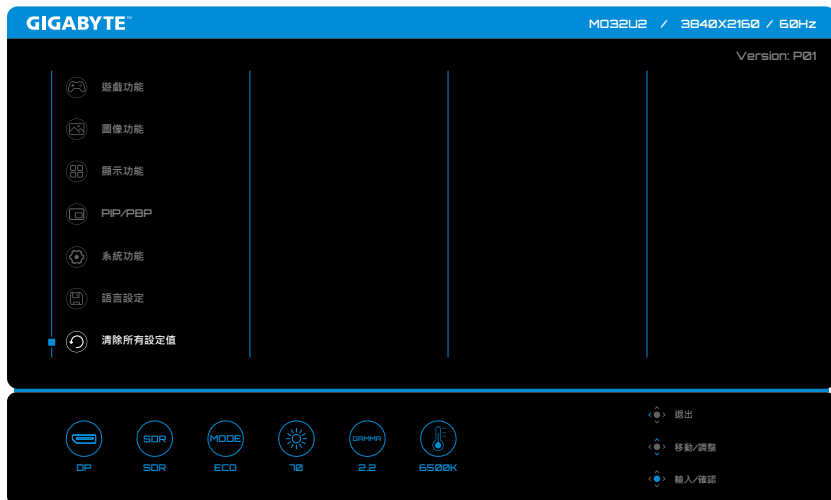 GIGABYTE™
MO32U2 / 3840X2160 / 60Hz
Version: P01
遊戲功能
圖像功能
顯示功能
PIP/PBP
系統功能
語言設定
清除所有設定值
SDR
MODE
GAMMA
DP
SDR
ECO
70
2.2
6500K
退出
移動/調整
輸入/確認